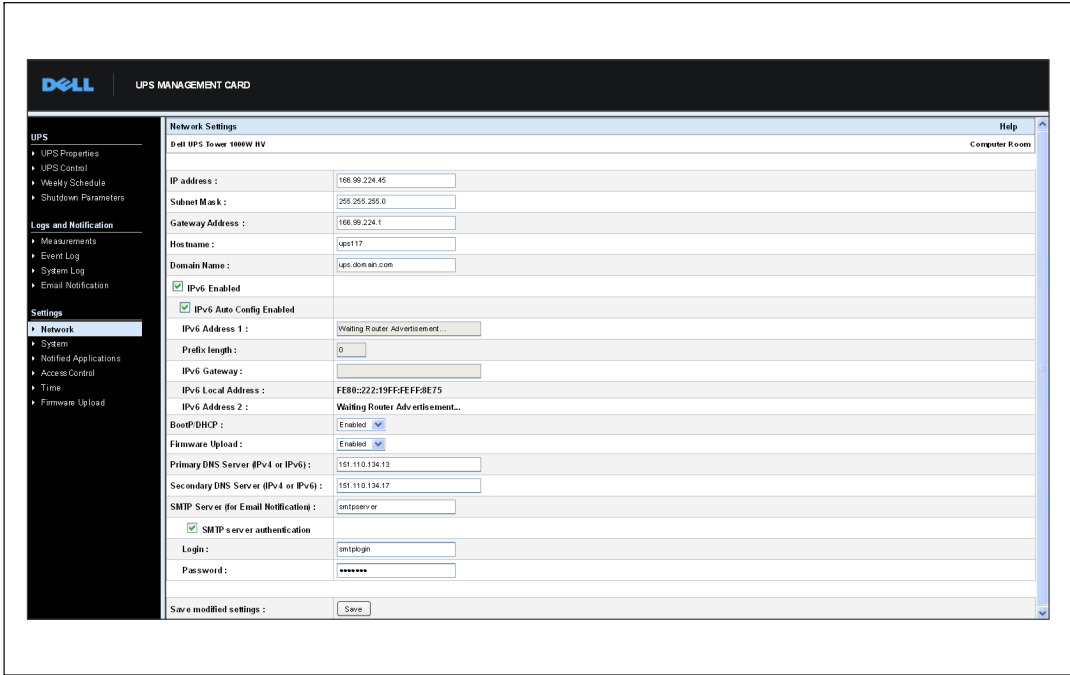 DELL UPS MANAGEMENT CARD
UPS
UPS Properties
UPS Control
Weekly Schedule
Shutdown Parameters
Logs and Notification
Measurements
Event Log
System Log
Email Notification
Settings
Network
System
Notified Applications
Access Control
Time
Firmware Upload
Network Settings Help
Dell UPS Tower 1000W HV Computer Room
IP address : 166.99.224.45
Subnet Mask : 255.255.255.0
Gateway Address : 166.99.224.1
Hostname : ups117
Domain Name : ups.domain.com
IPv6 Enabled
IPv6 Auto Config Enabled
IPv6 Address 1 : Waiting Router Advertisement...
Prefix length : 0
IPv6 Gateway :
IPv6 Local Address : FE80::222:19FF:FEFF:8E75
IPv6 Address 2 : Waiting Router Advertisement...
BootP/DHCP : Enabled
Firmware Upload : Enabled
Primary DNS Server (IPv4 or IPv6) : 151.110.134.13
Secondary DNS Server (IPv4 or IPv6) : 151.110.134.17
SMTP Server (for Email Notification) : smtpserver
SMTP server authentication
Login : smtplogin
Password : •••••••
Save modified settings : Save